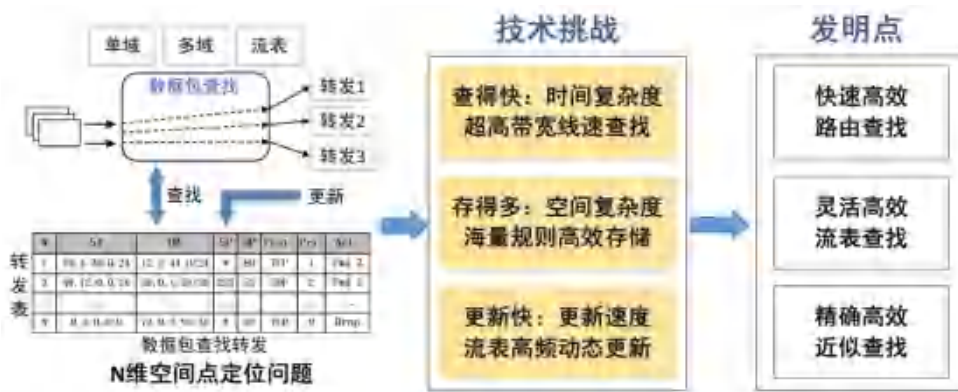 单域
多域
流表
数据包查找
转发1
转发2
转发3
查找
更新
转发表
数据包查找转发
N维空间点定位问题
技术挑战
查得快：时间复杂度
超高带宽线速查找
存得多：空间复杂度
海量规则高效存储
更新快：更新速度
流表高频动态更新
发明点
快速高效
路由查找
灵活高效
流表查找
精确高效
近似查找